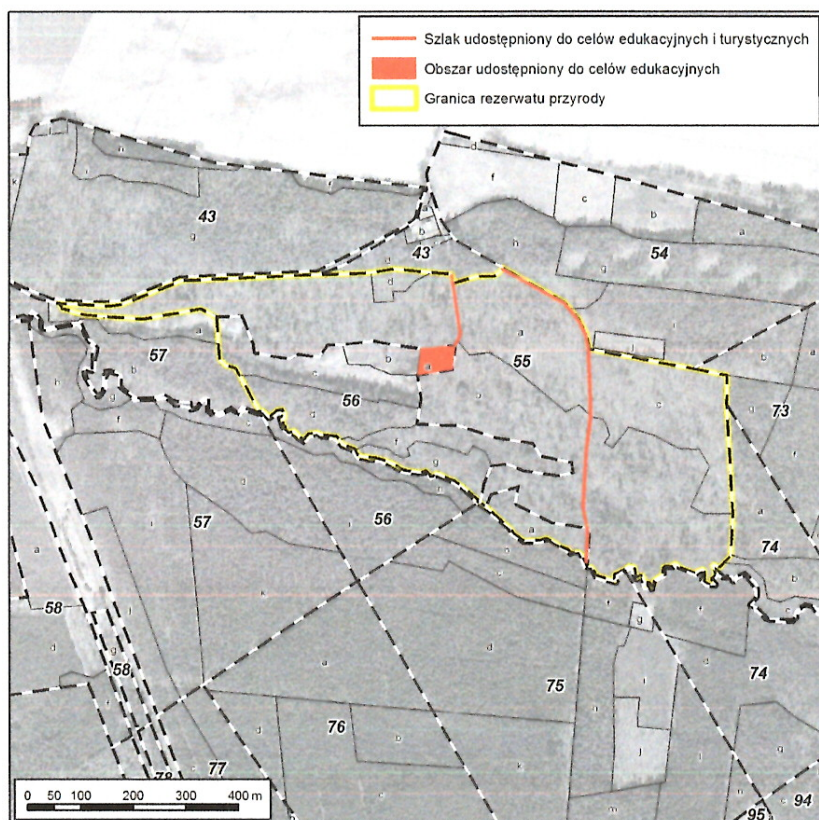 Szlak udostępniony do celów edukacyjnych i turystycznych
Obszar udostępniony do celów edukacyjnych
Granica rezerwatu przyrody
d
f
c
b
a
43
g
a
b
43
h
54
g
d
a
55
57
b
a
b
a
c
56
73
h
g
f
g
57
56
a
74
b
58
k
f
g
f
d
a
d
75
74
58
76
b
77
k
78
94
95
0 50 100 200 300 400 m